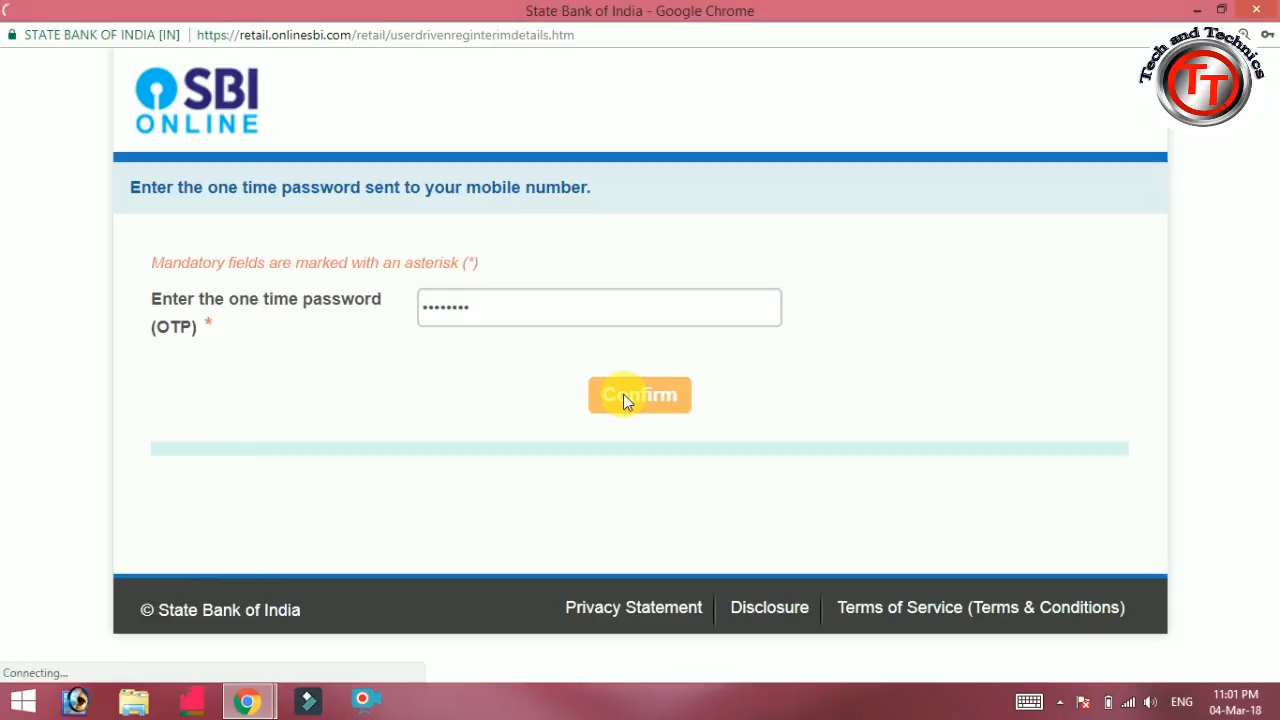 State Bank of India - Google Chrome
STATE BANK OF INDIA [IN] https://retail.onlinesbi.com/retail/userdrivenreginterimdetails.htm
Tech and Technics
TT
SBI
ONLINE
Enter the one time password sent to your mobile number.
Mandatory fields are marked with an asterisk (*)
Enter the one time password
(OTP) *
••••••••
Confirm
© State Bank of India
Privacy Statement
Disclosure
Terms of Service (Terms & Conditions)
Connecting...
ENG
11:01 PM
04-Mar-18